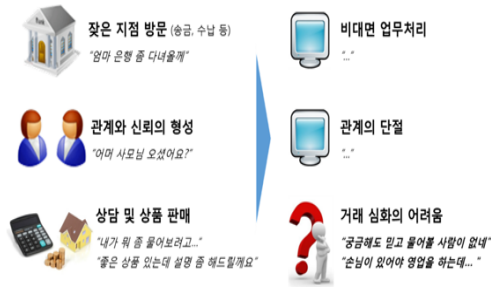 잦은 지점 방문 (송금, 수납 등)
"엄마 은행 좀 다녀올께"
관계와 신뢰의 형성
"어머 사모님 오셨어요?"
상담 및 상품 판매
"내가 뭐 좀 물어보려고..."
"좋은 상품 있는데 설명 좀 해드릴께요"
비대면 업무처리
"..."
관계의 단절
"..."
거래 심화의 어려움
"궁금해도 믿고 물어볼 사람이 없네"
"손님이 있어야 영업을 하는데... "